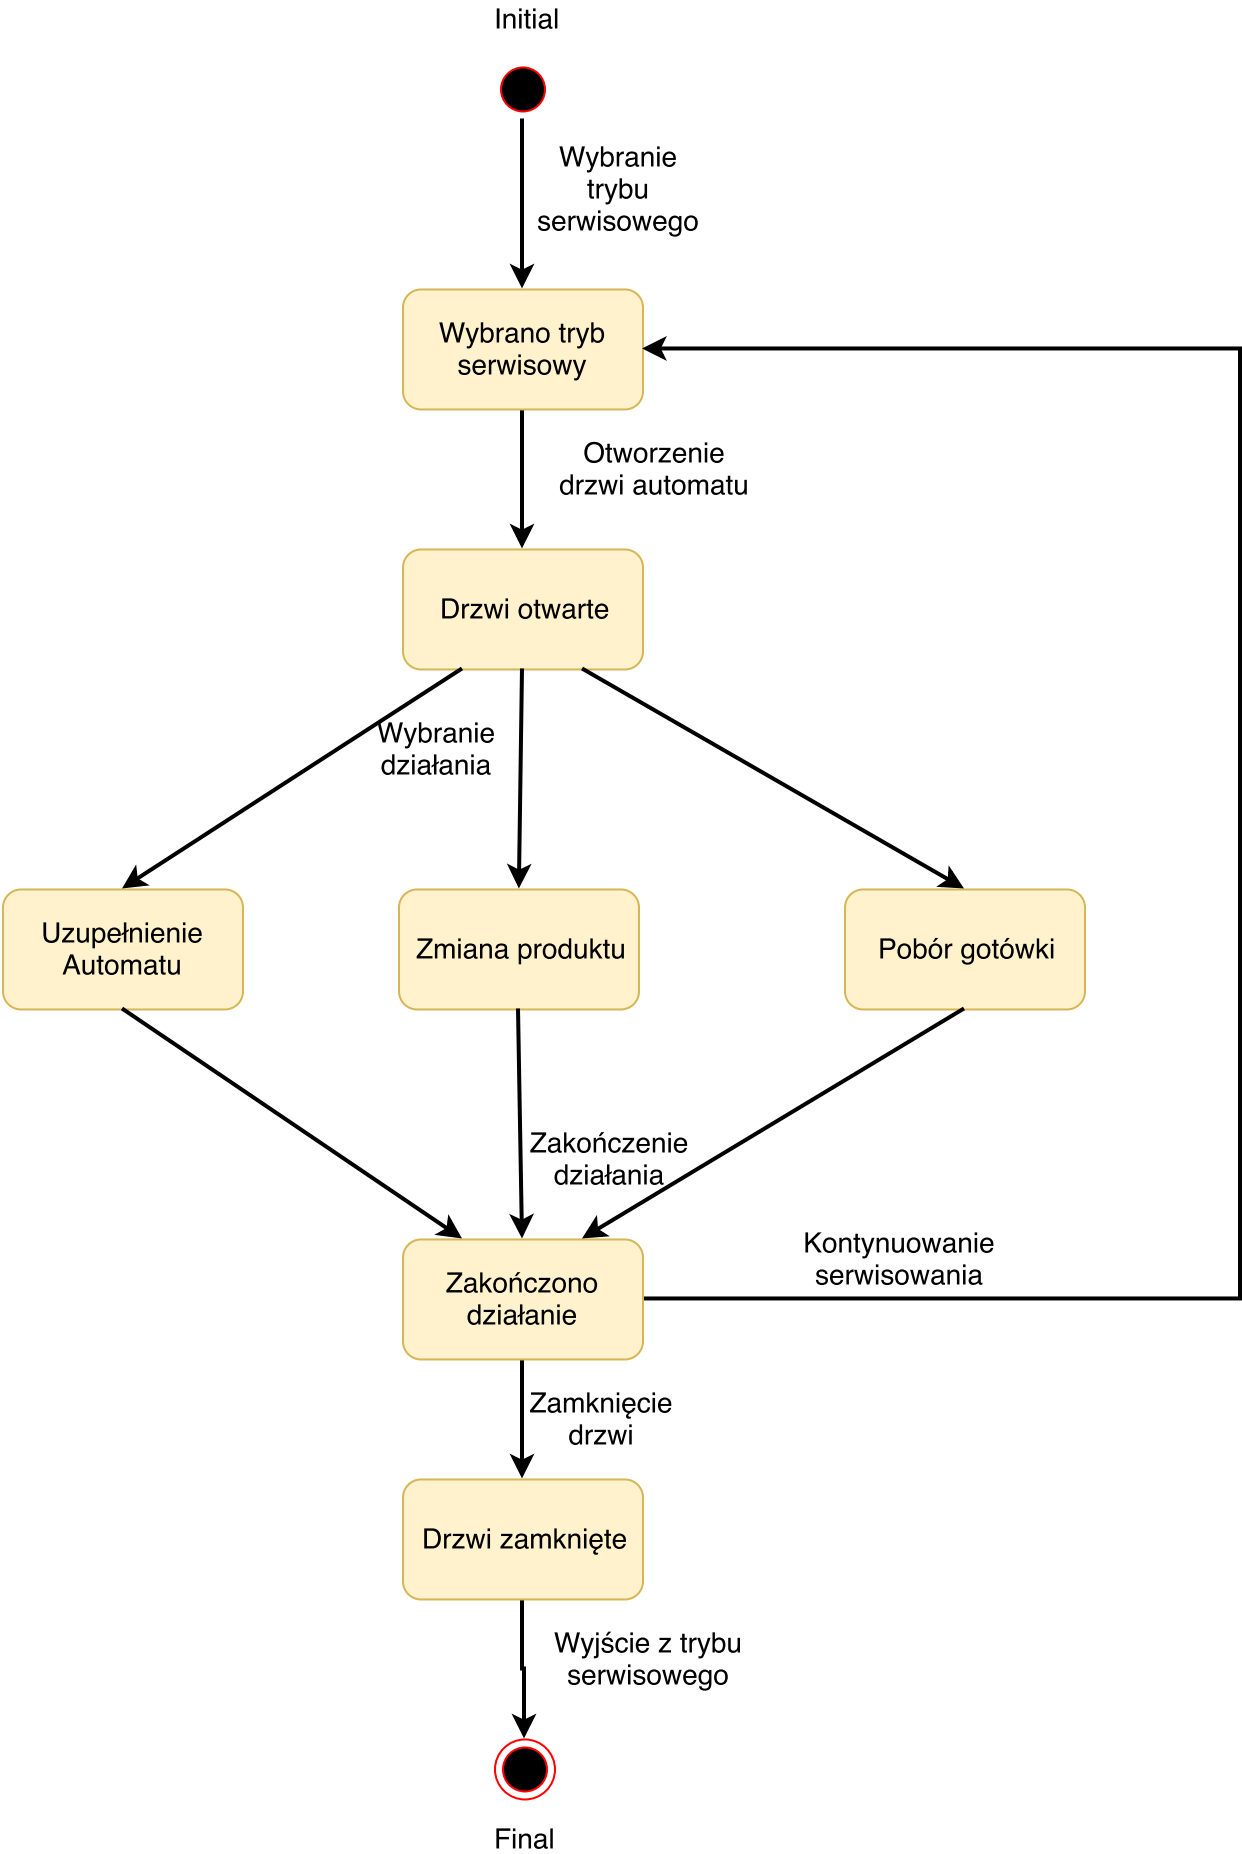 Initial
Wybranie
trybu
serwisowego
Wybrano tryb
serwisowy
Otworzenie
drzwi automatu
Drzwi otwarte
Wybranie
działania
Uzupełnienie
Automatu
Zmiana produktu
Pobór gotówki
Zakończenie
działania
Kontynuowanie
serwisowania
Zakończono
działanie
Zamknięcie
drzwi
Drzwi zamknięte
Wyjście z trybu
serwisowego
Final